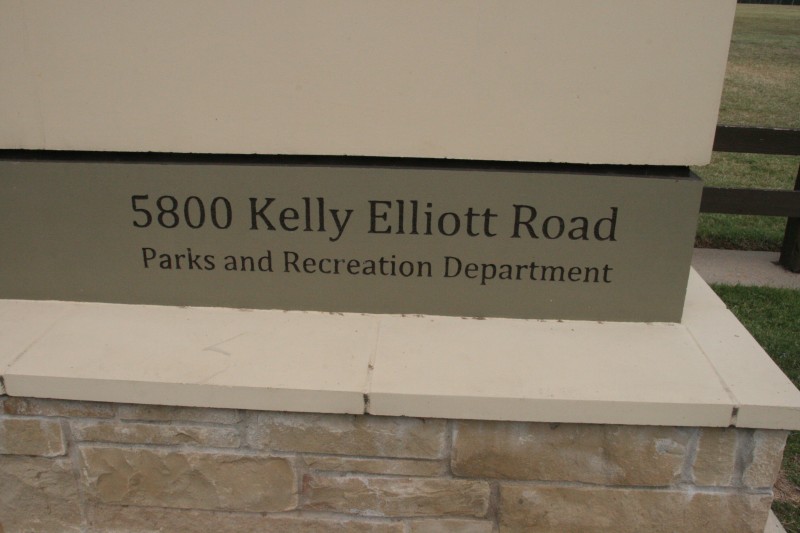 5800 Kelly Elliott Road
Parks and Recreation Department